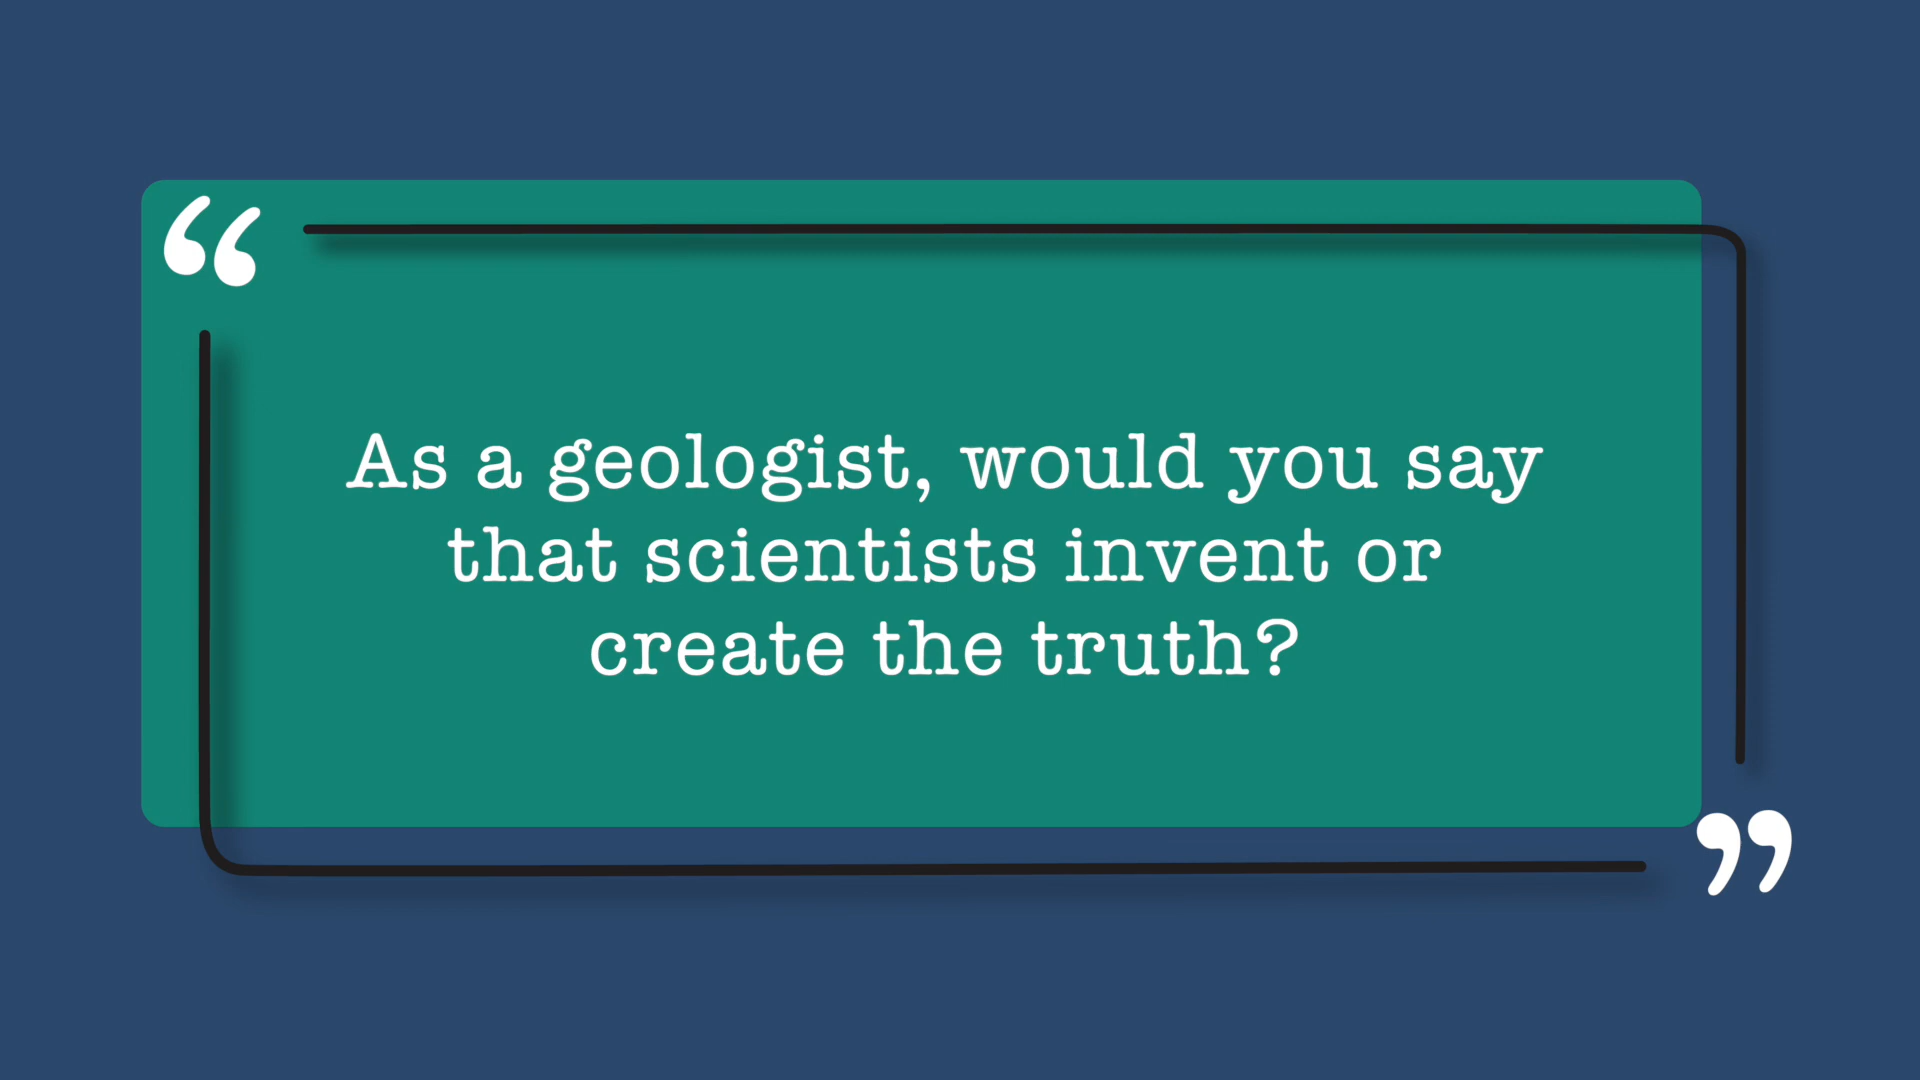 “
As a geologist, would you say
that scientists invent or
create the truth?
”